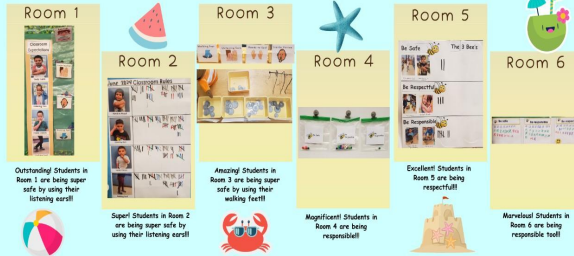 Room 1
Classroom
Expectations
Outstanding! Students in
Room 1 are being super
safe by using their
listening ears!!!
Room 2
Classroom Rules
Super! Students in Room 2
are being super safe by
using their listening ears!!!
Room 3
Amazing! Students in
Room 3 are being super
safe by using their
walking feet!!!
Room 4
Magnificent! Students in
Room 4 are being
responsible!!!
Room 5
Be Safe
The 3 Bee's
Be Respectful
Be Responsible
Excellent! Students in
Room 5 are being
respectful!!!
Room 6
Marvelous! Students in
Room 6 are being
responsible too!!!